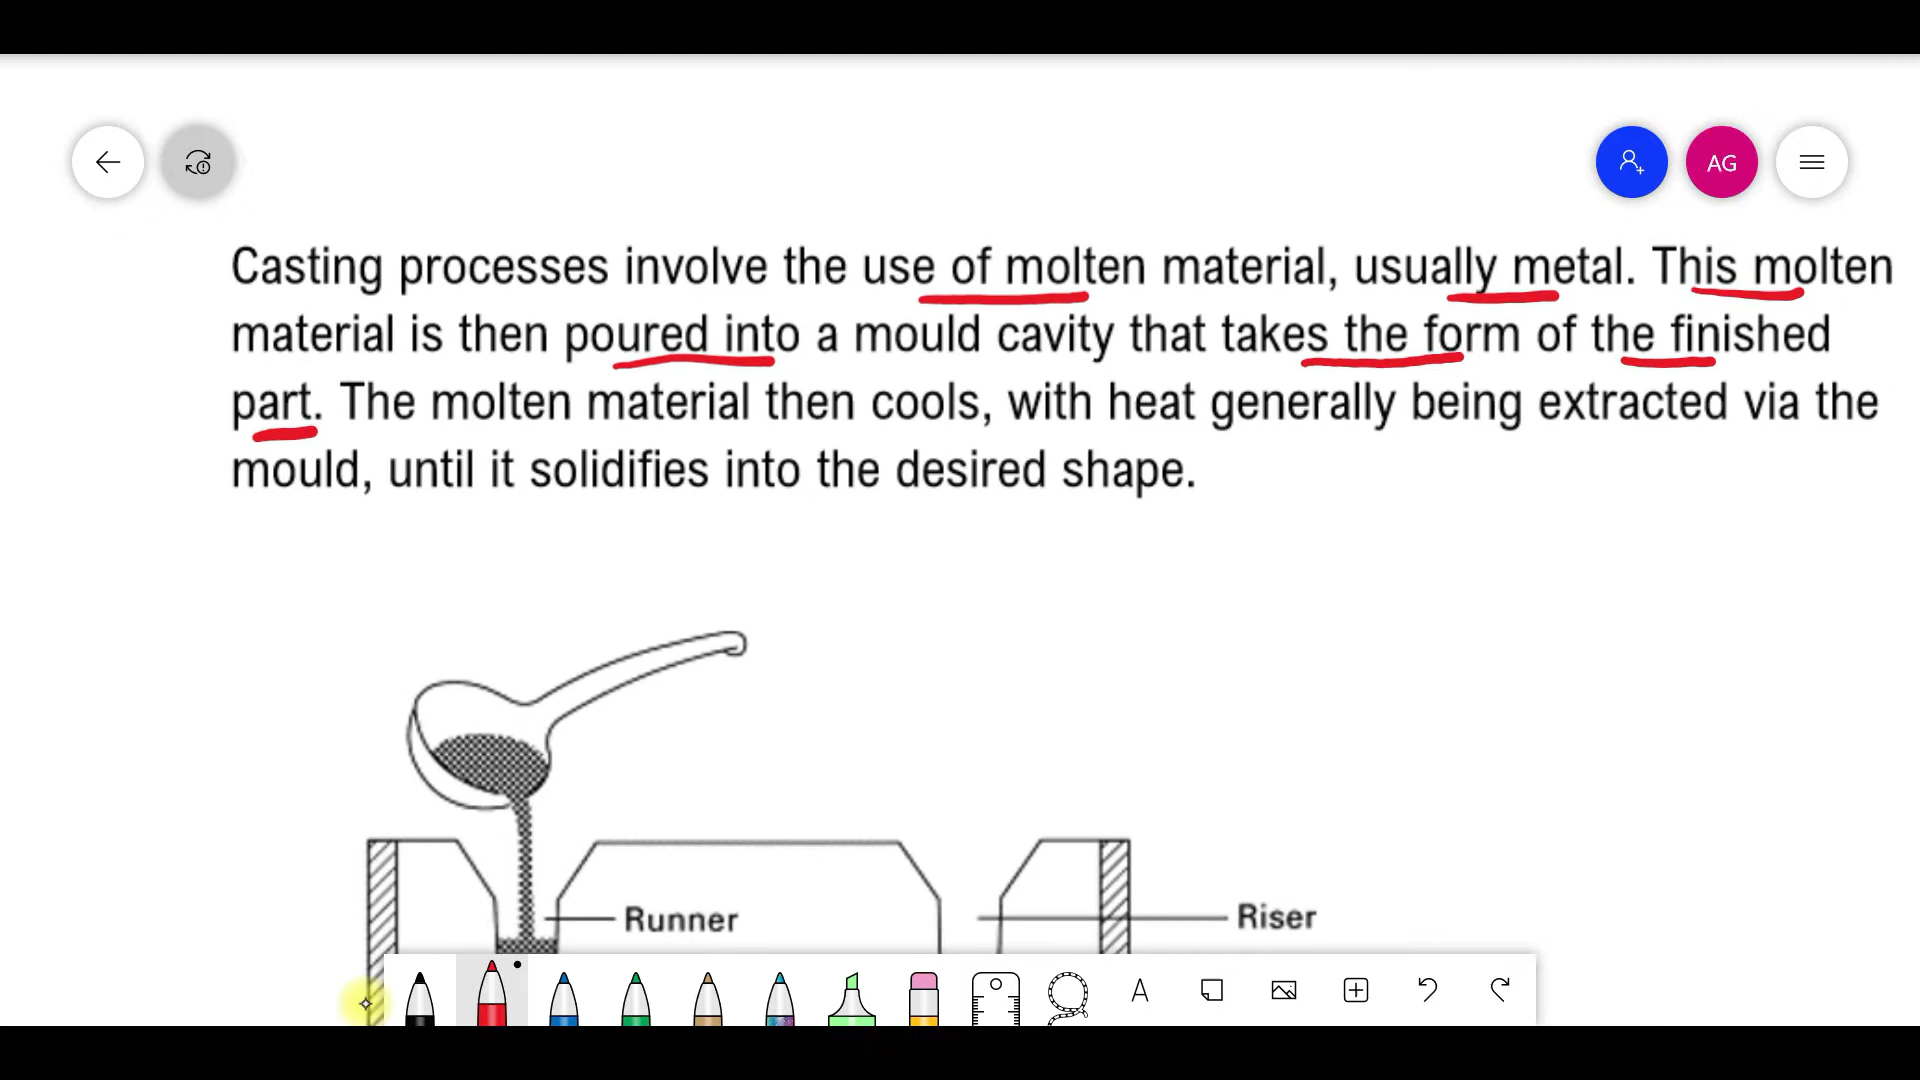 AG
Casting processes involve the use of molten material, usually metal. This molten
material is then poured into a mould cavity that takes the form of the finished
part. The molten material then cools, with heat generally being extracted via the
mould, until it solidifies into the desired shape.
Runner
Riser
A